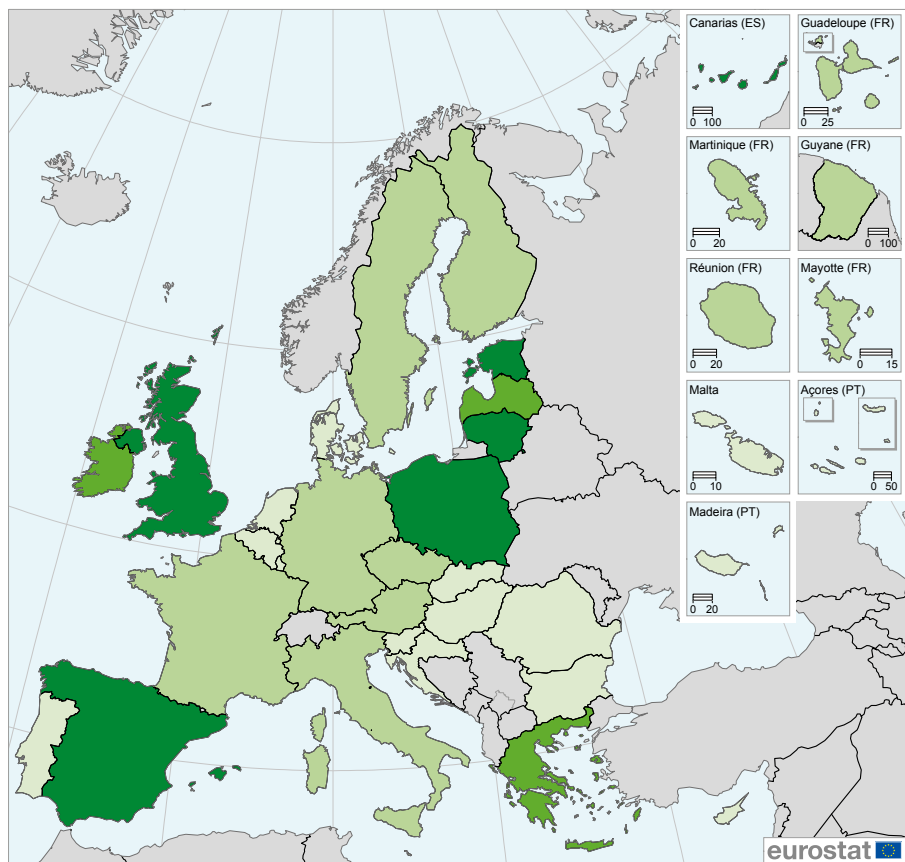 Canarias (ES)
0 100
Guadeloupe (FR)
0 25
Martinique (FR)
0 20
Guyane (FR)
0 100
Réunion (FR)
0 20
Mayotte (FR)
0 15
Malta
0 10
Açores (PT)
0 50
Madeira (PT)
0 20
eurostat